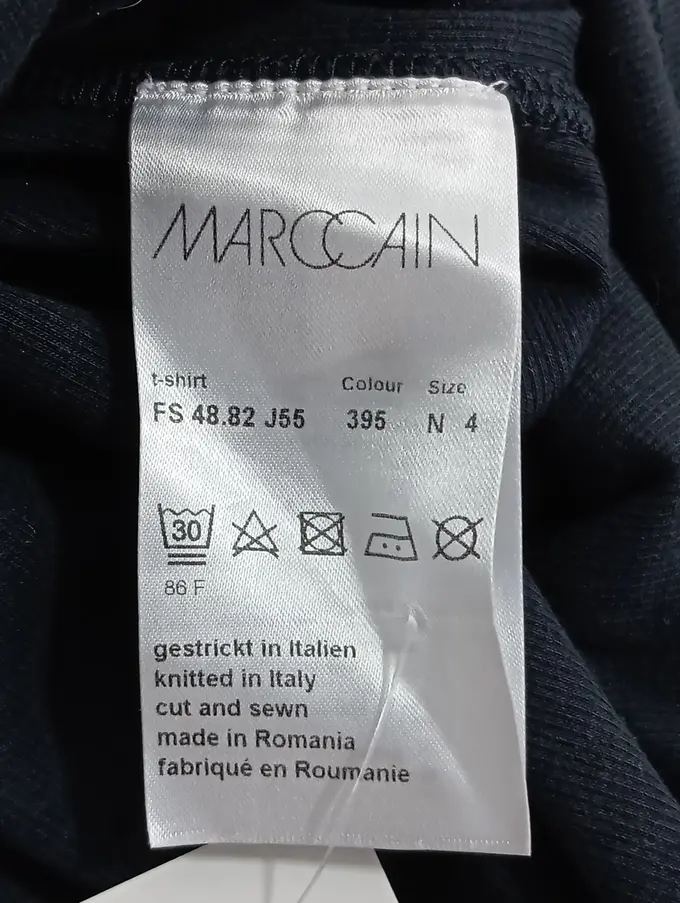 MARCCAIN
t-shirt Colour Size
FS 48.82 J55 395 N 4
30
86 F
gestrickt in Italien
knitted in Italy
cut and sewn
made in Romania
fabriqué en Roumanie